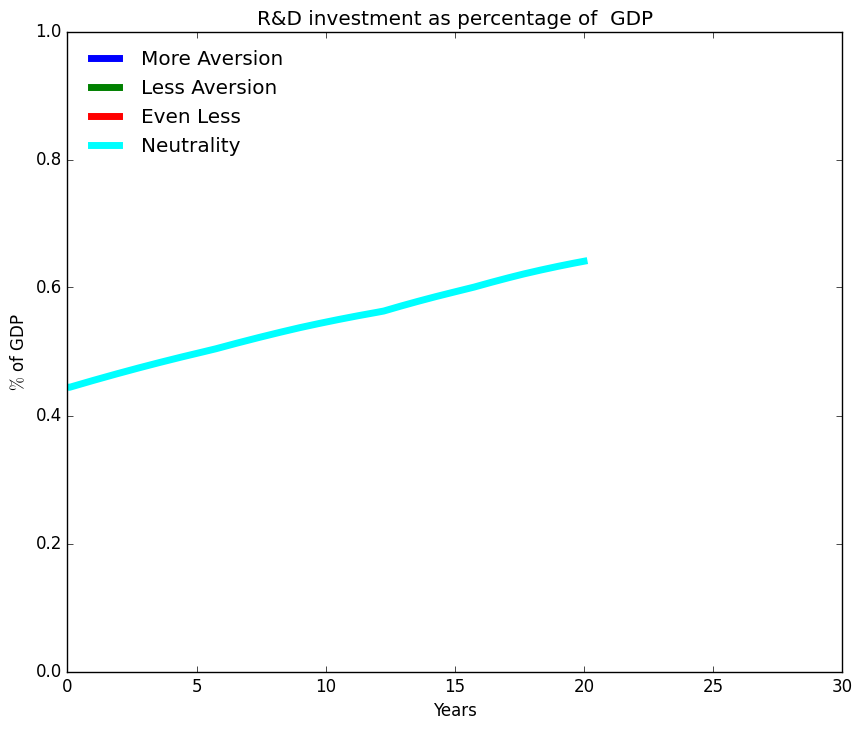 R&D investment as percentage of  GDP
1.0
0.8
0.6
0.4
0.2
0.0
% of GDP
More Aversion
Less Aversion
Even Less
Neutrality
0 5 10 15 20 25 30
Years